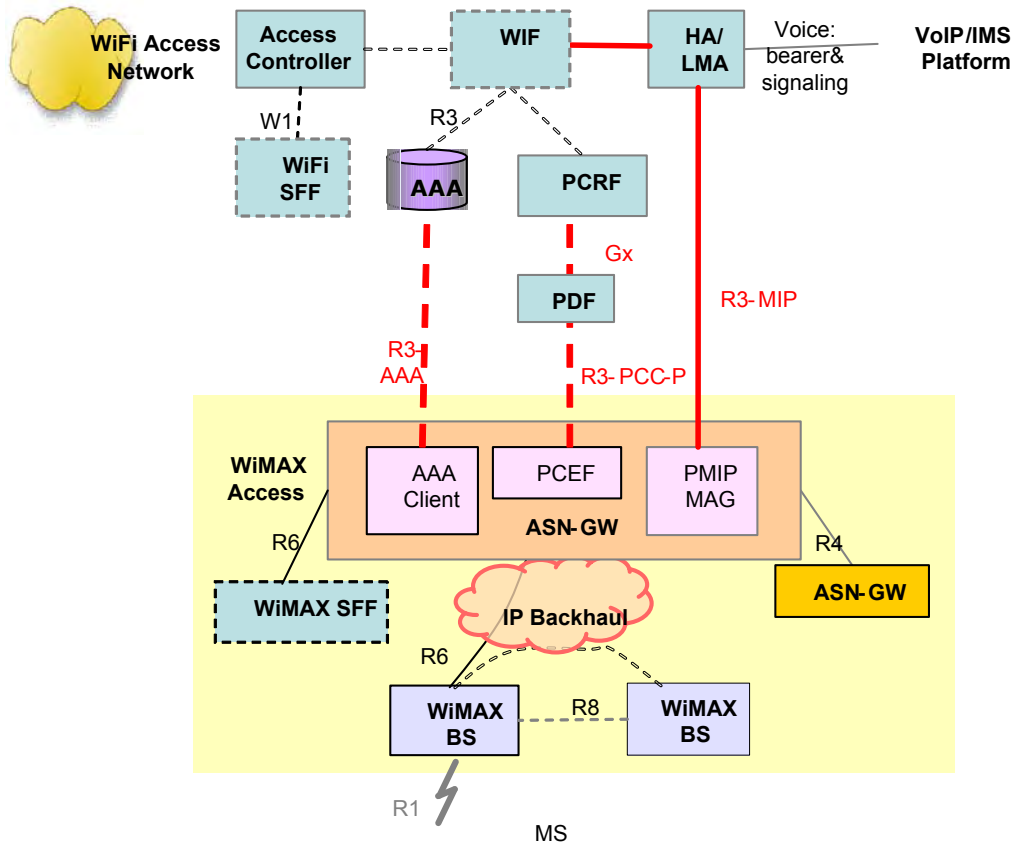 WiFi Access
Network
Access
Controller
WIF
HA/
LMA
Voice:
bearer&
signaling
VoIP/IMS
Platform
W1
R3
WiFi
SFF
AAA
PCRF
Gx
PDF
R3-MIP
R3-
AAA
R3-PCC-P
WiMAX
Access
AAA
Client
PCEF
PMIP
MAG
ASN-GW
R6
R4
WiMAX SFF
ASN-GW
IP Backhaul
R6
WiMAX
BS
R8
WiMAX
BS
R1
MS